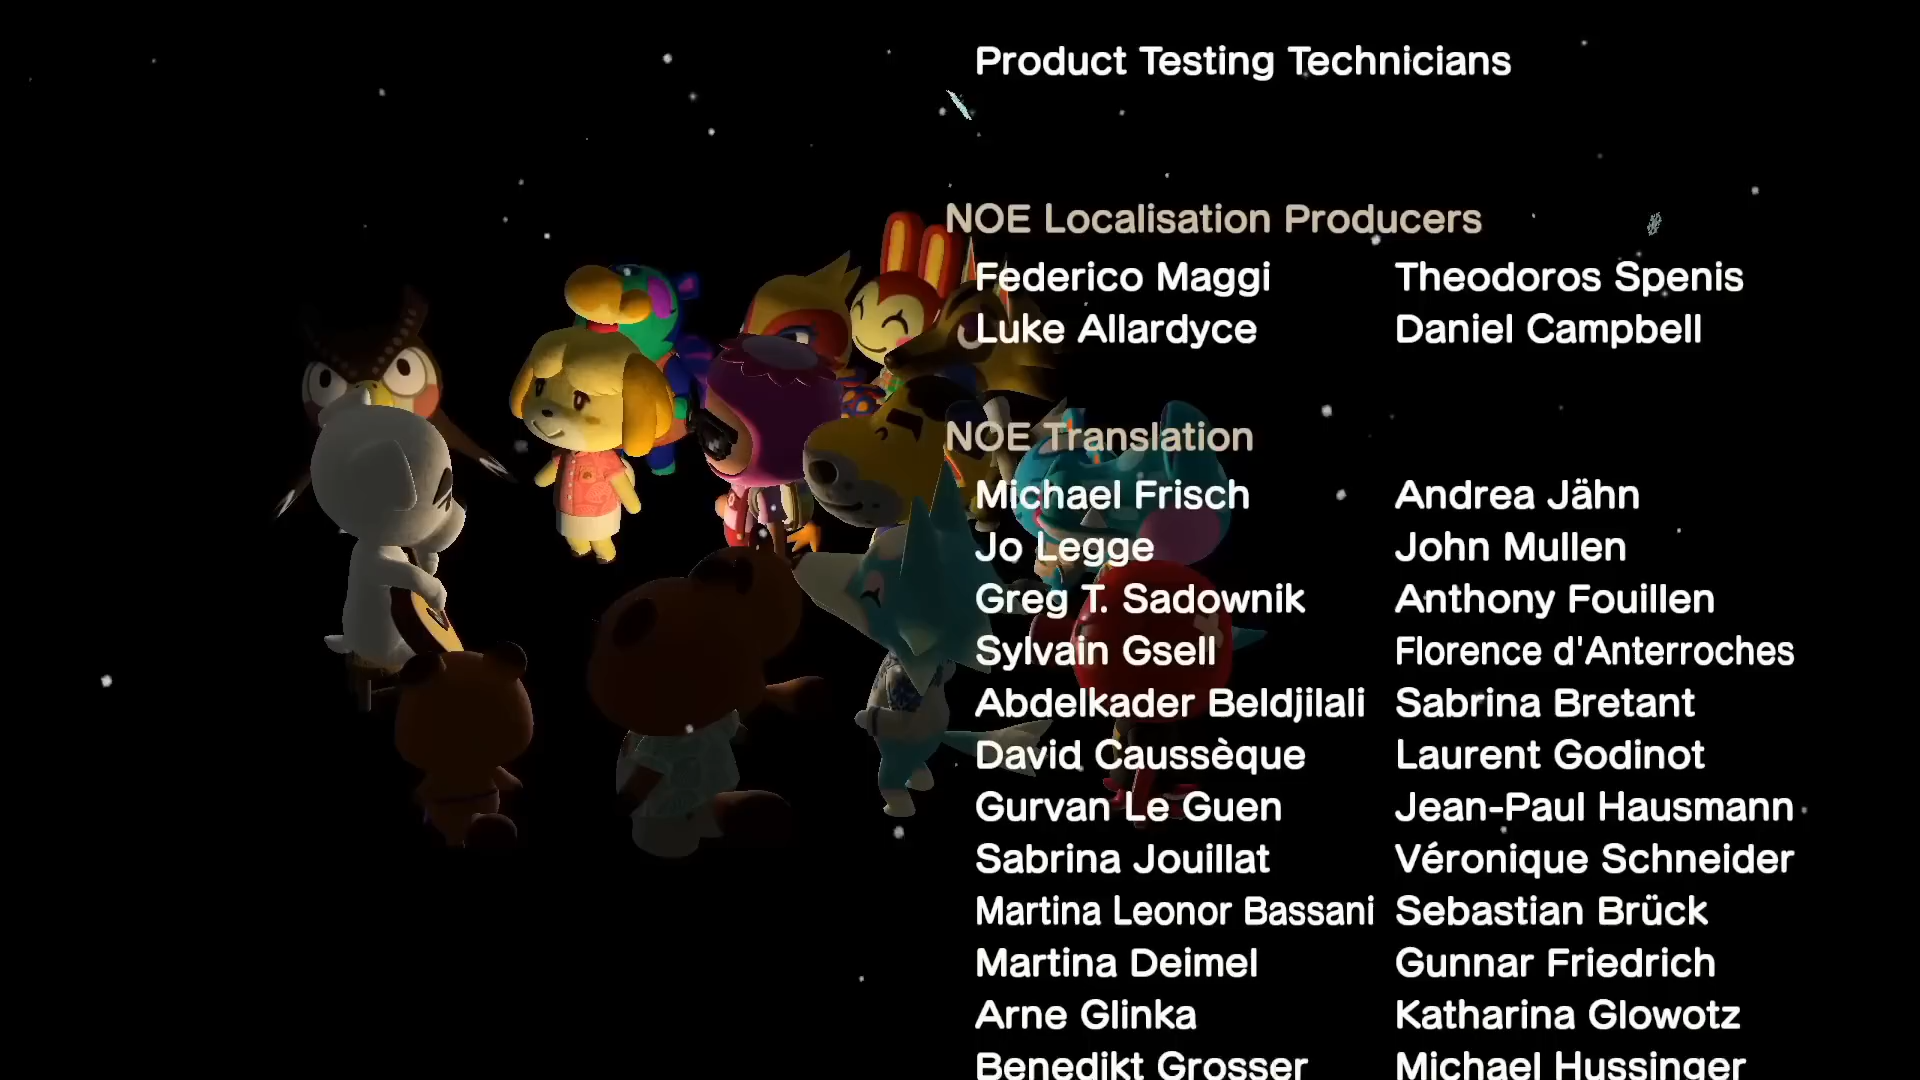 Product Testing Technicians
NOE Localisation Producers
Federico Maggi Theodoros Spenis
Luke Allardyce Daniel Campbell
NOE Translation
Michael Frisch Andrea Jähn
Jo Legge John Mullen
Greg T. Sadownik Anthony Fouillen
Sylvain Gsell Florence d'Anterroches
Abdelkader Beldjilali Sabrina Bretant
David Caussèque Laurent Godinot
Gurvan Le Guen Jean-Paul Hausmann
Sabrina Jouillat Véronique Schneider
Martina Leonor Bassani Sebastian Brück
Martina Deimel Gunnar Friedrich
Arne Glinka Katharina Glowotz
Benedikt Grosser Michael Hussinger